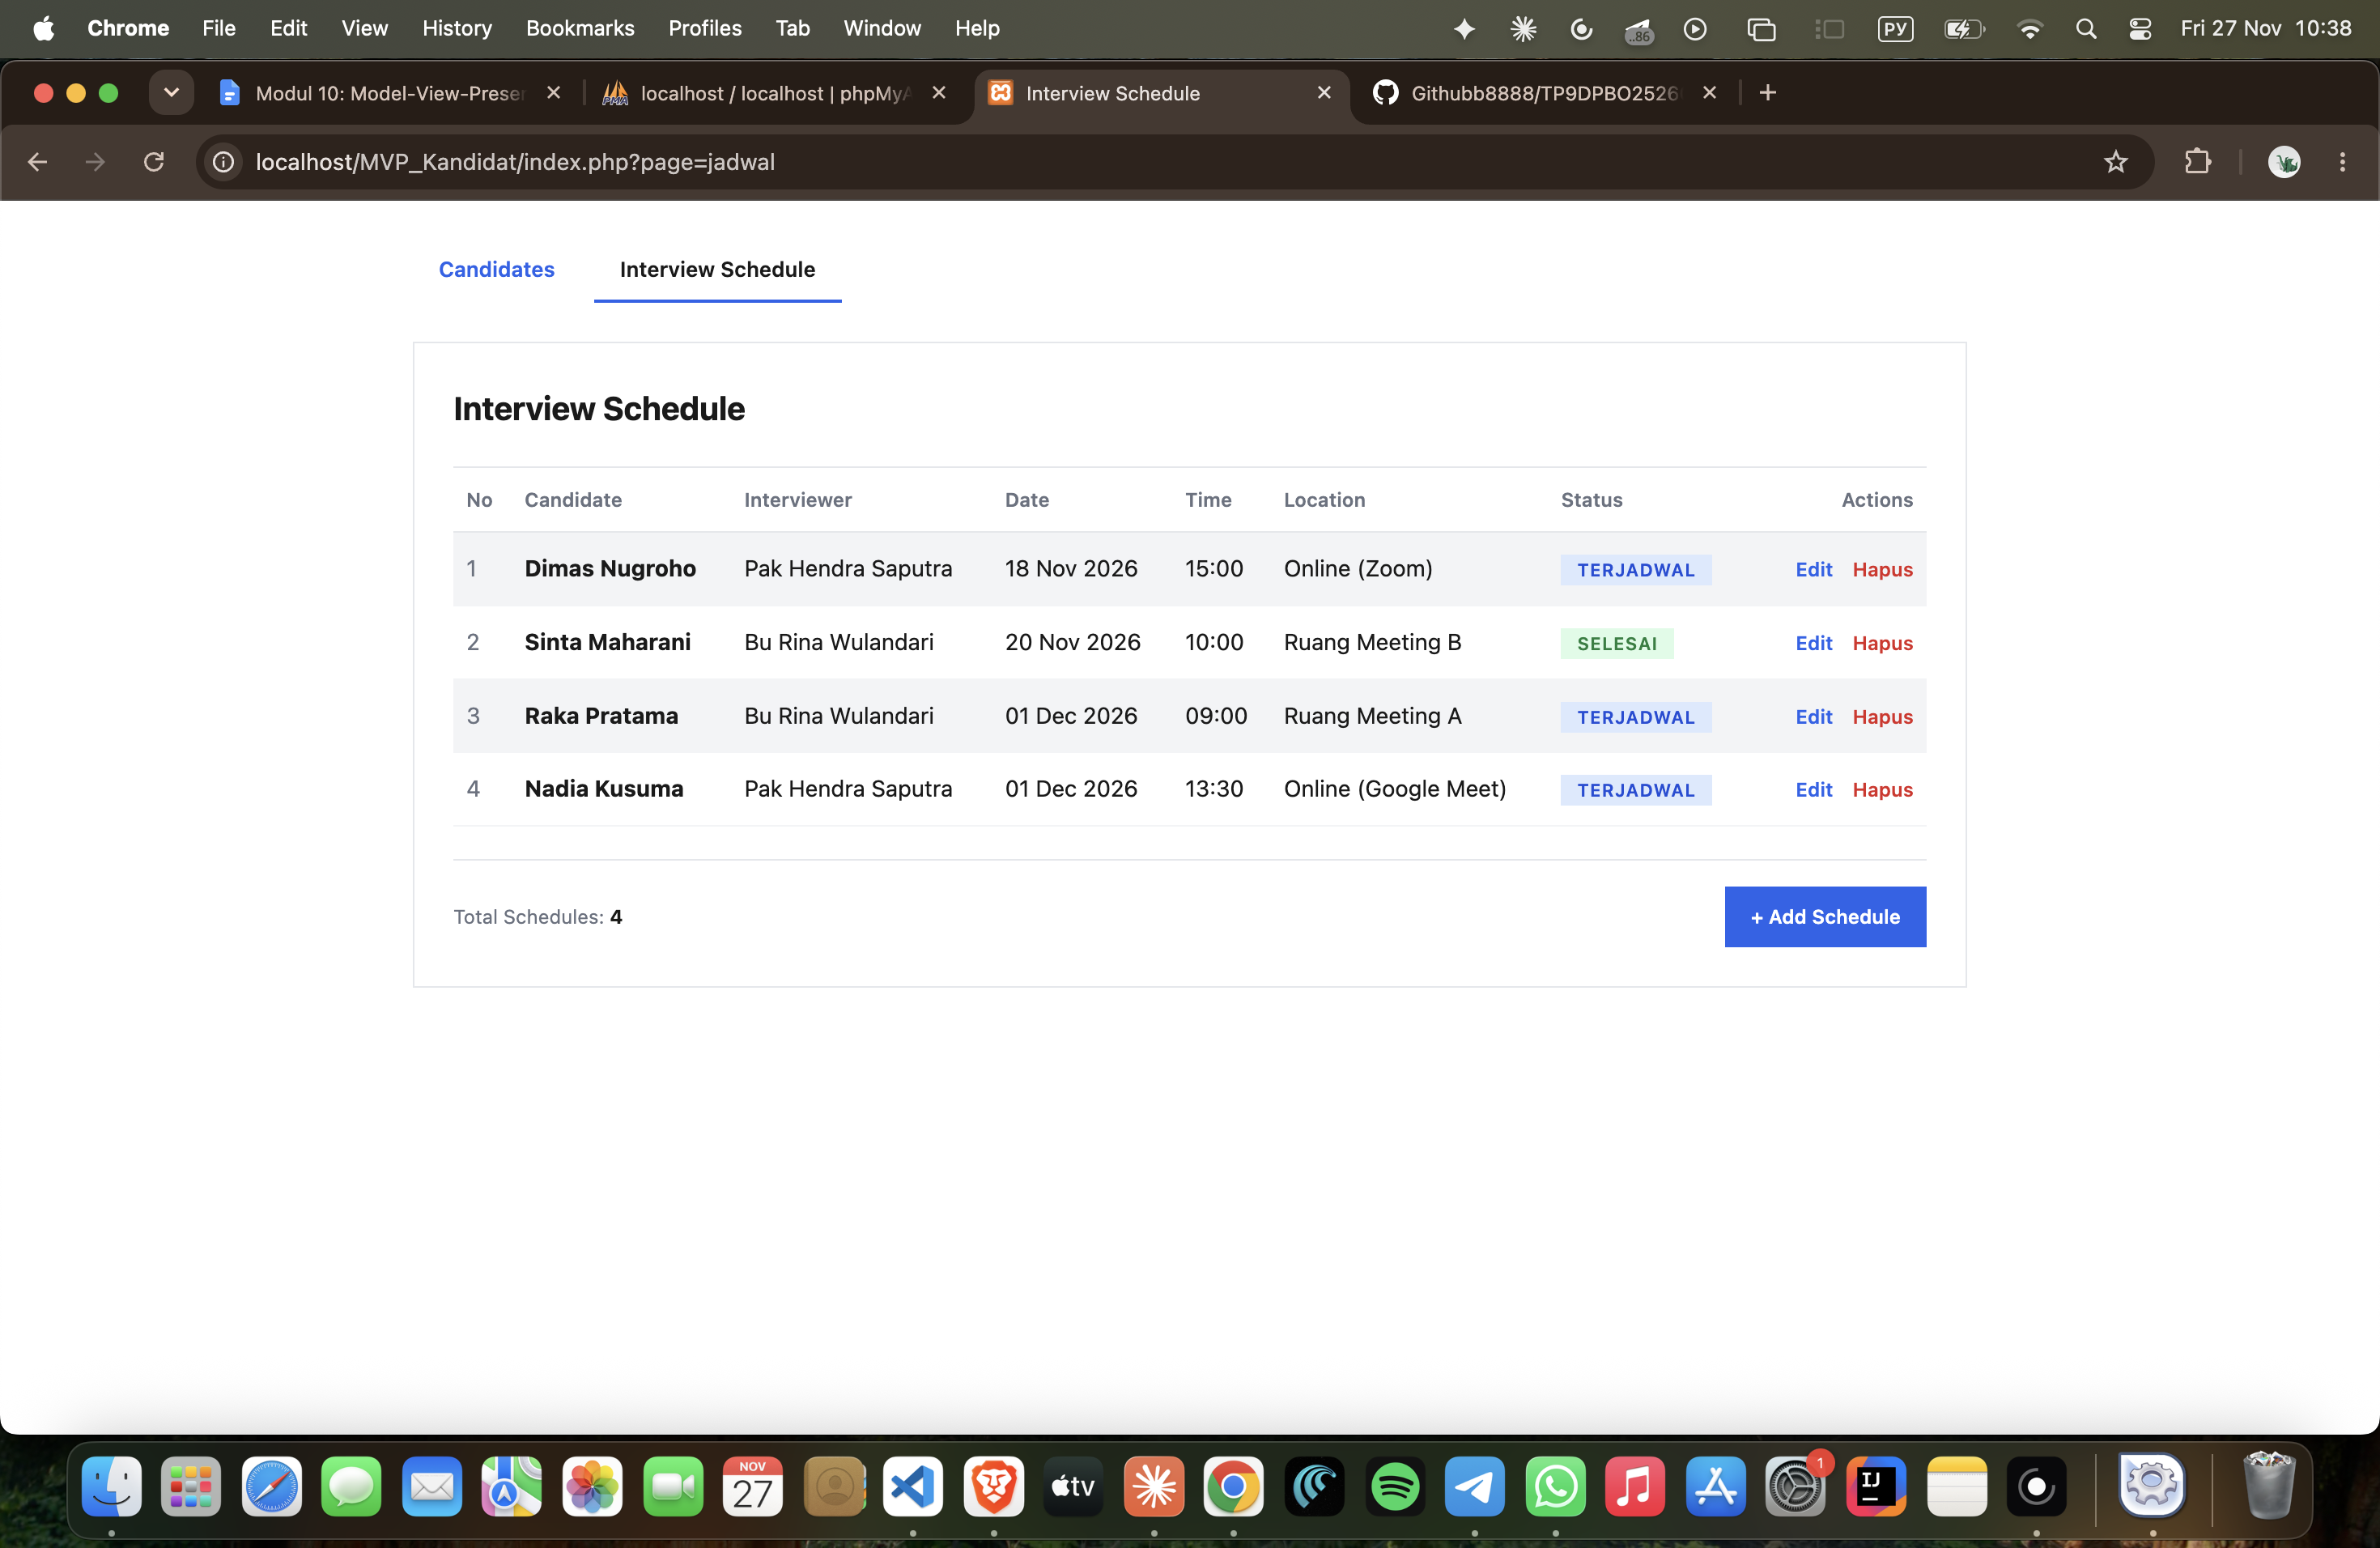 Chrome File Edit View History Bookmarks Profiles Tab Window Help ..86 РУ Fri 27 Nov 10:38
Modul 10: Model-View-Preser localhost / localhost | phpMyA Interview Schedule Githubb8888/TP9DPBO2526
localhost/MVP_Kandidat/index.php?page=jadwal
Candidates Interview Schedule
Interview Schedule
No Candidate Interviewer Date Time Location Status Actions
1 Dimas Nugroho Pak Hendra Saputra 18 Nov 2026 15:00 Online (Zoom) TERJADWAL Edit Hapus
2 Sinta Maharani Bu Rina Wulandari 20 Nov 2026 10:00 Ruang Meeting B SELESAI Edit Hapus
3 Raka Pratama Bu Rina Wulandari 01 Dec 2026 09:00 Ruang Meeting A TERJADWAL Edit Hapus
4 Nadia Kusuma Pak Hendra Saputra 01 Dec 2026 13:30 Online (Google Meet) TERJADWAL Edit Hapus
Total Schedules: 4 + Add Schedule
NOV
27 tv 1 IJ